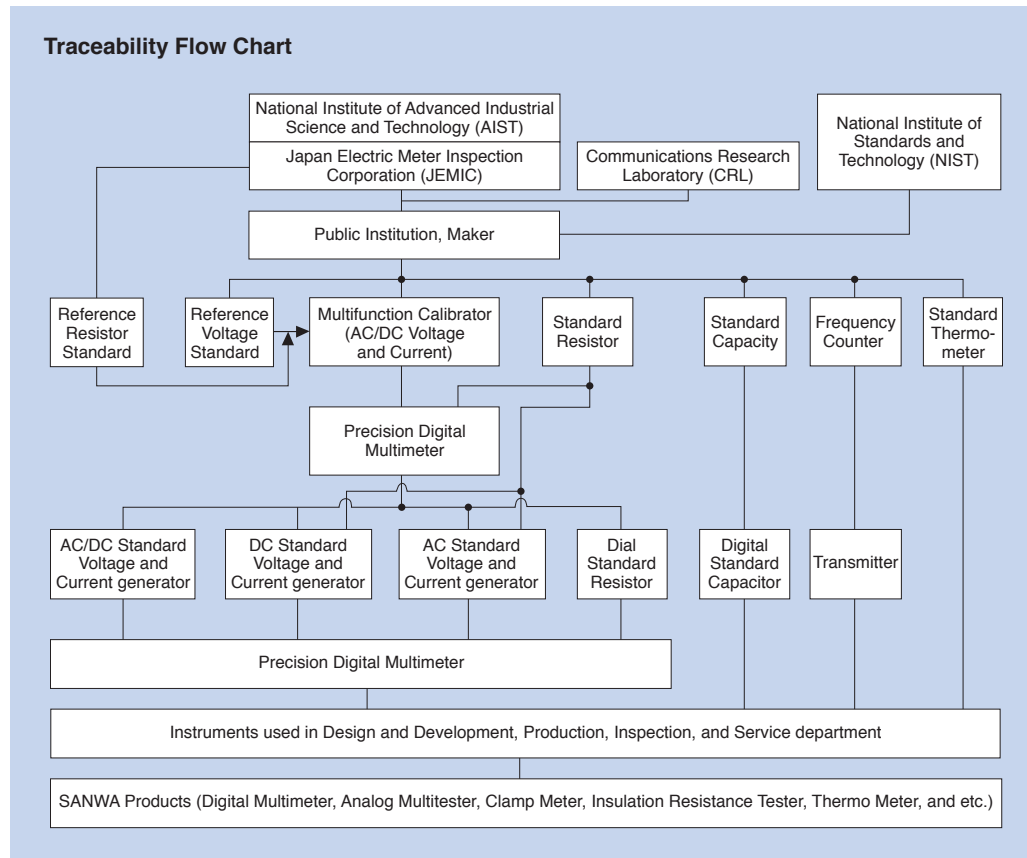 Traceability Flow Chart
National Institute of Advanced Industrial
Science and Technology (AIST)
Japan Electric Meter Inspection
Corporation (JEMIC)
Communications Research
Laboratory (CRL)
National Institute of
Standards and
Technology (NIST)
Public Institution, Maker
Reference
Resistor
Standard
Reference
Voltage
Standard
Multifunction Calibrator
(AC/DC Voltage
and Current)
Standard
Resistor
Standard
Capacity
Frequency
Counter
Standard
Thermo-
meter
Precision Digital
Multimeter
AC/DC Standard
Voltage and
Current generator
DC Standard
Voltage and
Current generator
AC Standard
Voltage and
Current generator
Dial
Standard
Resistor
Digital
Standard
Capacitor
Transmitter
Precision Digital Multimeter
Instruments used in Design and Development, Production, Inspection, and Service department
SANWA Products (Digital Multimeter, Analog Multitester, Clamp Meter, Insulation Resistance Tester, Thermo Meter, and etc.)